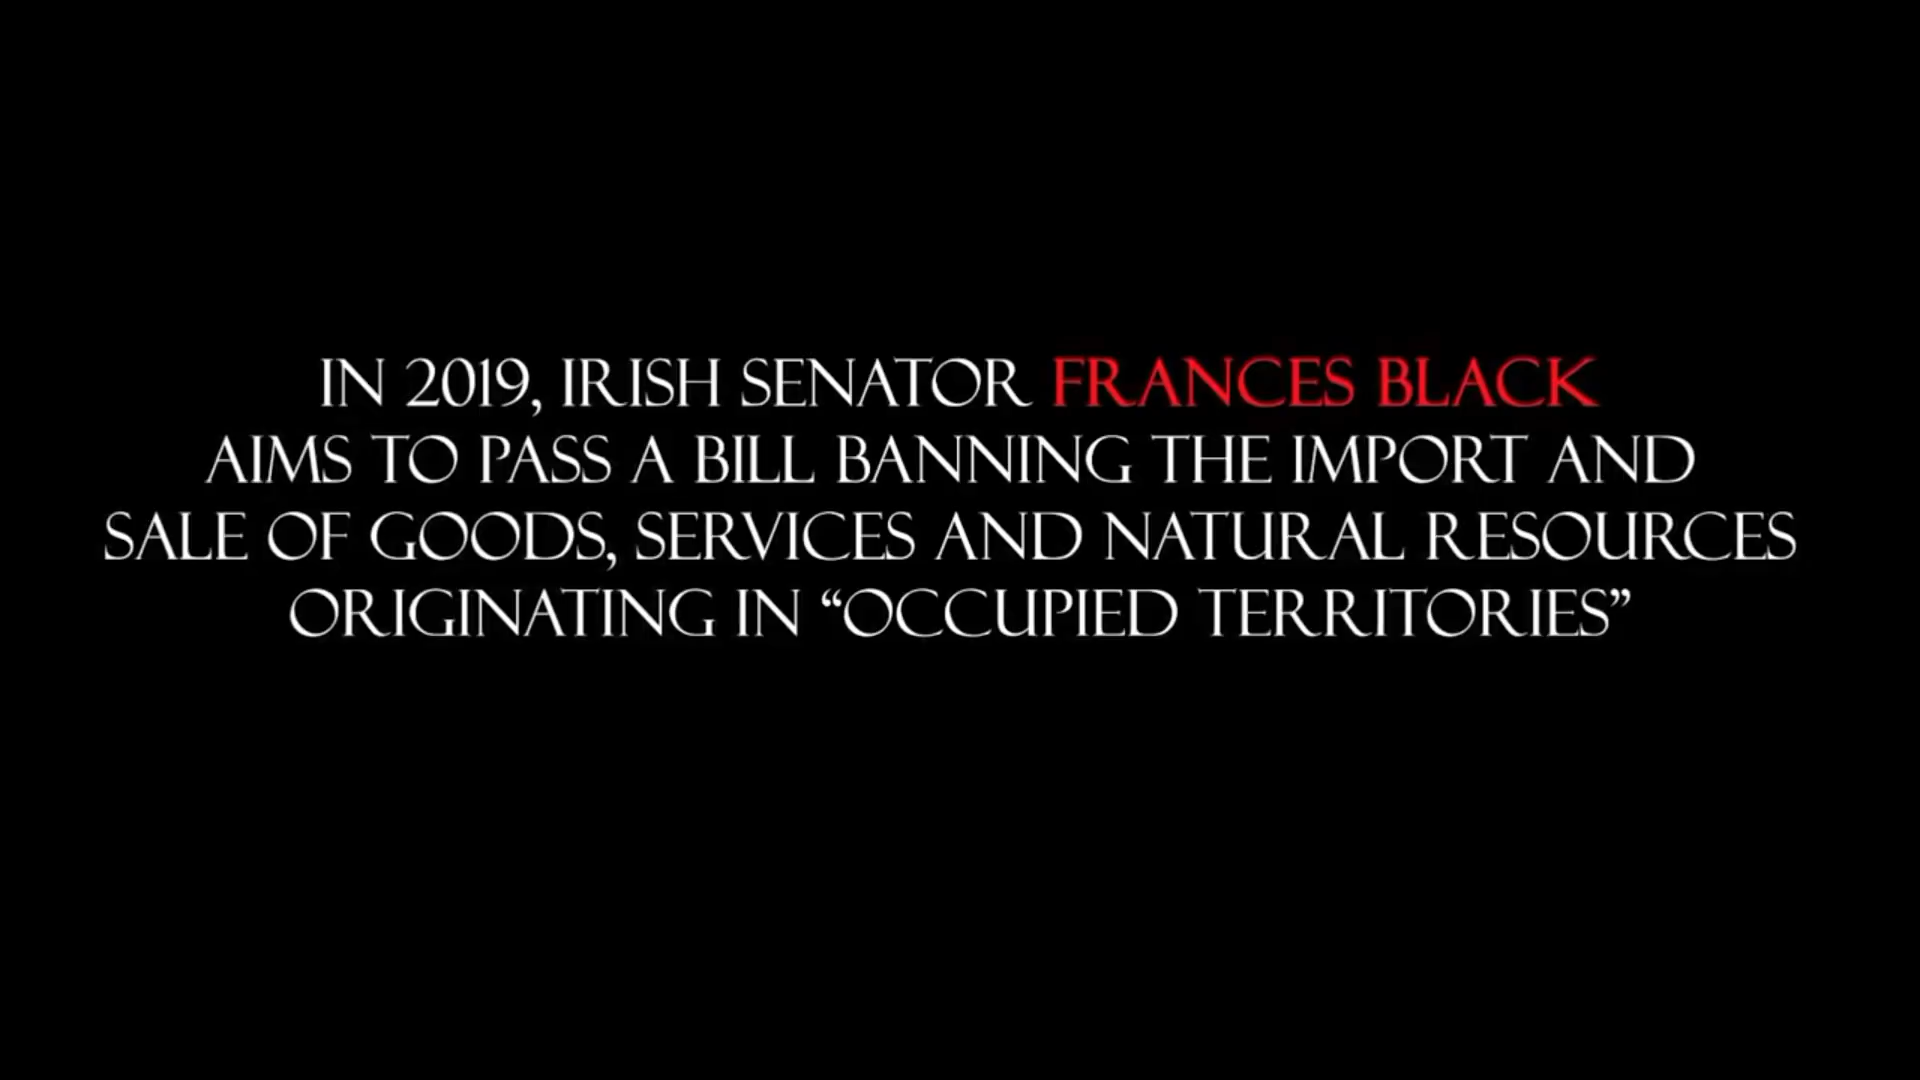 IN 2019, IRISH SENATOR FRANCES BLACK
AIMS TO PASS A BILL BANNING THE IMPORT AND
SALE OF GOODS, SERVICES AND NATURAL RESOURCES
ORIGINATING IN “OCCUPIED TERRITORIES”